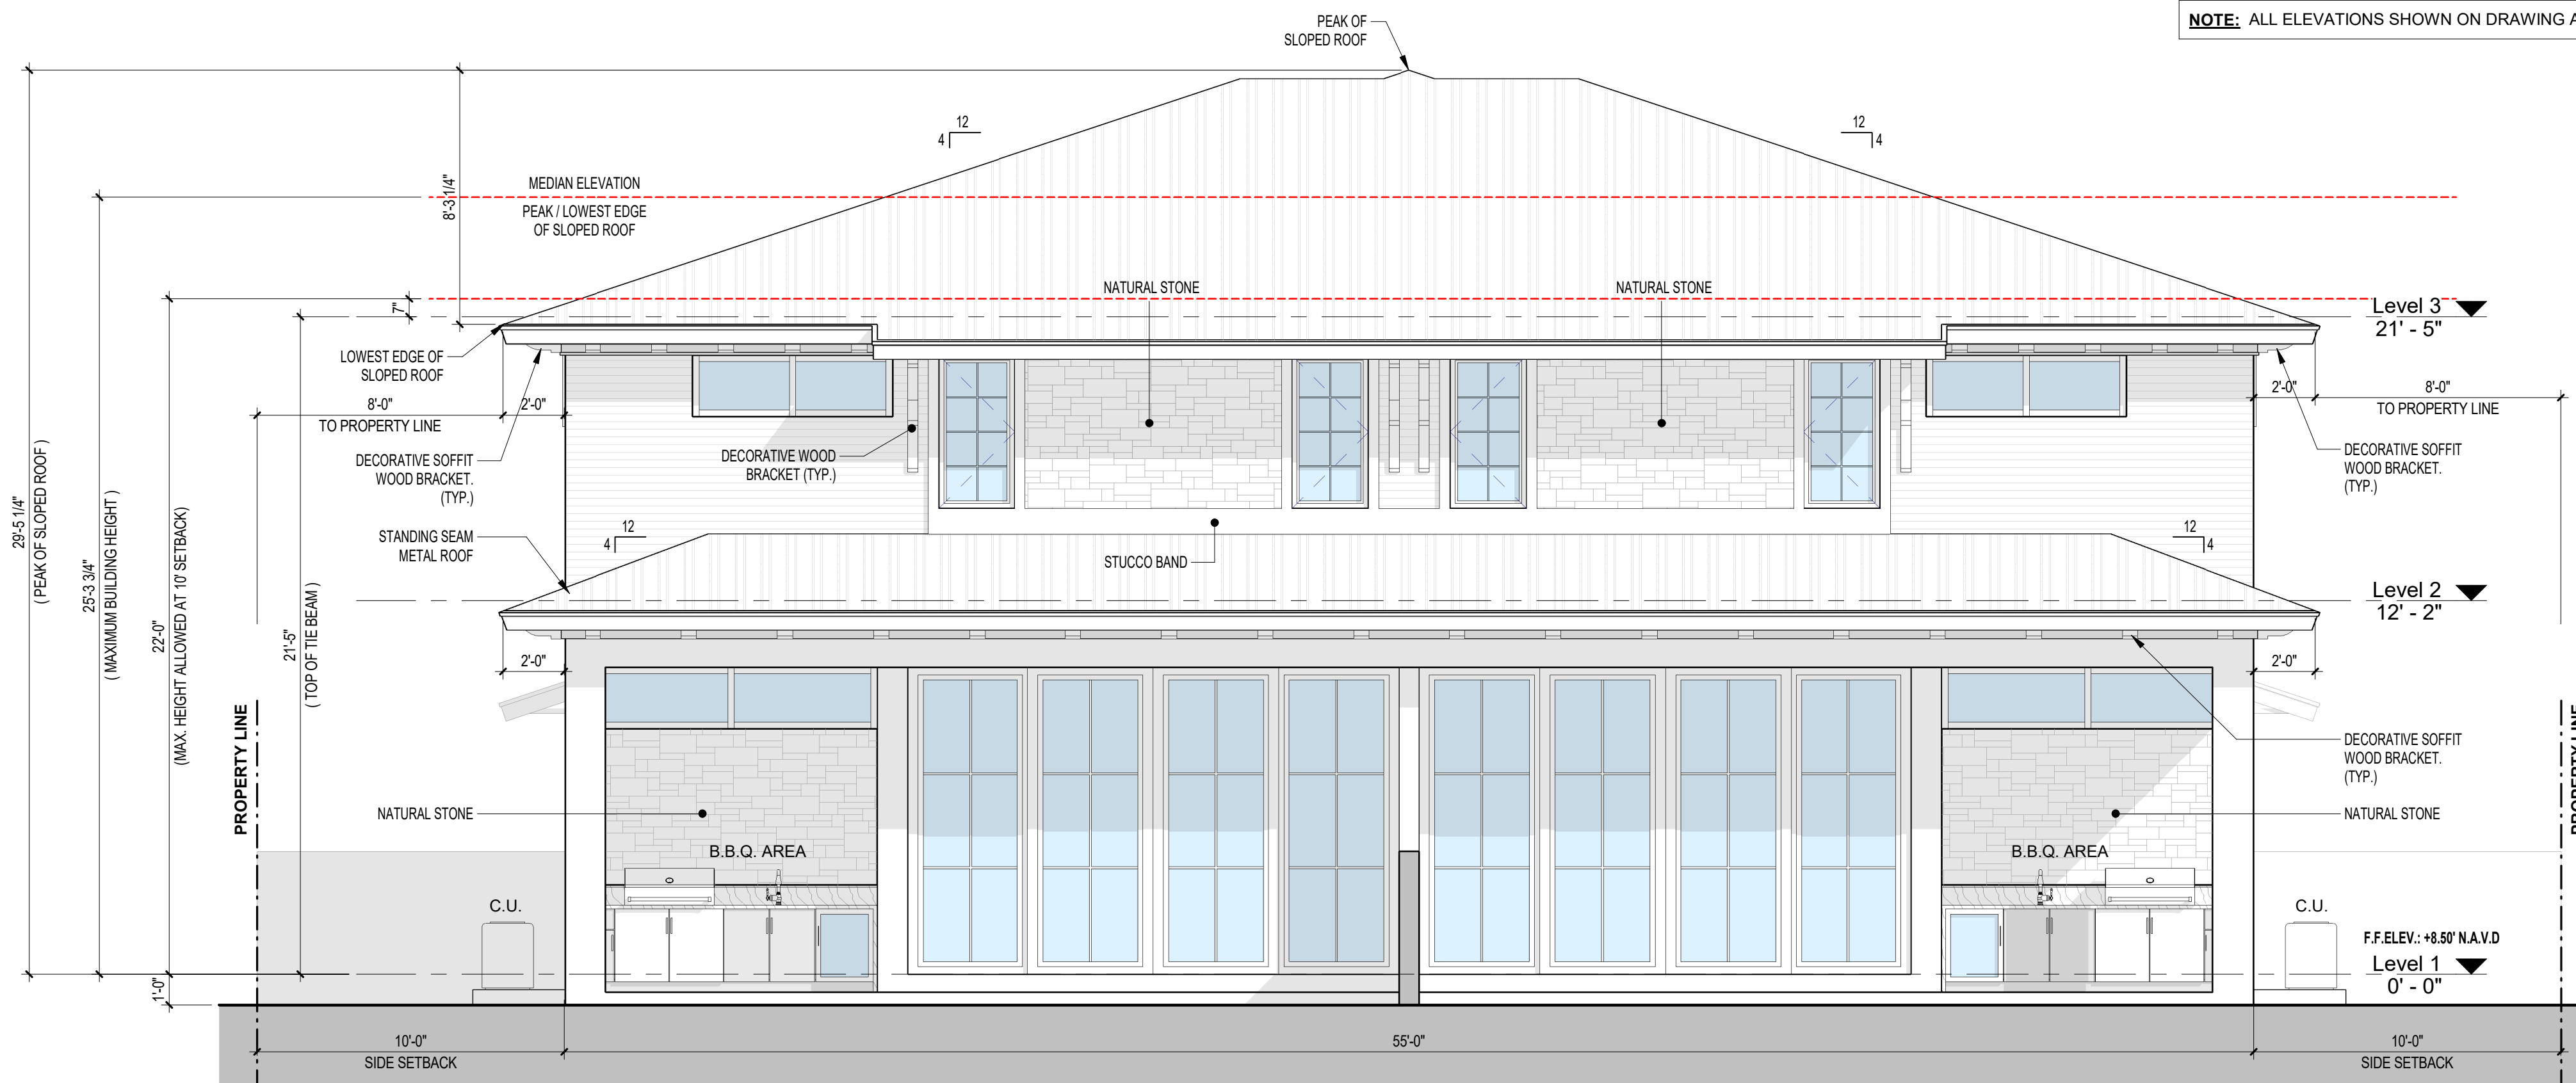 NOTE: ALL ELEVATIONS SHOWN ON DRAWING A
PEAK OF
SLOPED ROOF
12
4
12
4
MEDIAN ELEVATION
PEAK / LOWEST EDGE
OF SLOPED ROOF
8'-3 1/4"
NATURAL STONE
NATURAL STONE
7"
Level 3
21' - 5"
LOWEST EDGE OF
SLOPED ROOF
8'-0"
TO PROPERTY LINE
2'-0"
2'-0"
8'-0"
TO PROPERTY LINE
DECORATIVE SOFFIT
WOOD BRACKET.
(TYP.)
DECORATIVE WOOD
BRACKET (TYP.)
DECORATIVE SOFFIT
WOOD BRACKET.
(TYP.)
29'-5 1/4"
( PEAK OF SLOPED ROOF )
25'-3 3/4"
( MAXIMUM BUILDING HEIGHT )
22'-0"
(MAX. HEIGHT ALLOWED AT 10' SETBACK)
21'-5"
( TOP OF TIE BEAM )
STANDING SEAM
METAL ROOF
12
4
12
4
STUCCO BAND
Level 2
12' - 2"
2'-0"
2'-0"
PROPERTY LINE
PROPERTY LINE
DECORATIVE SOFFIT
WOOD BRACKET.
(TYP.)
NATURAL STONE
NATURAL STONE
B.B.Q. AREA
B.B.Q. AREA
C.U.
C.U.
F.F.ELEV.: +8.50' N.A.V.D
Level 1
0' - 0"
1'-0"
10'-0"
SIDE SETBACK
55'-0"
10'-0"
SIDE SETBACK